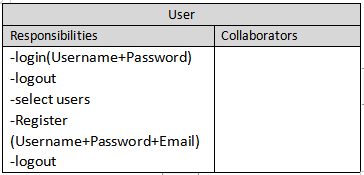 User
Responsibilities
Collaborators
-login(Username+Password)
-logout
-select users
-Register
(Username+Password+Email)
-logout